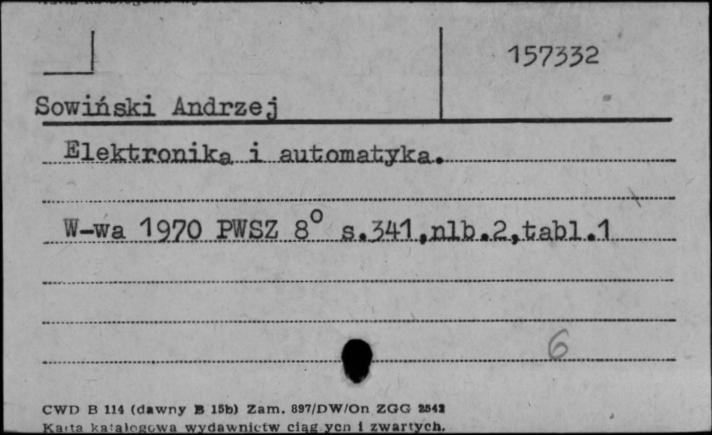 157332
Sowiński Andrzej
Elektronika i automatyka.
W-wa 1970 PWSZ 8° s.341,nlb.2,tabl.1
6
CWD B 114 (dawny B 15b) Zam. 897/DW/On ZGG 2542
Karta katalogowa wydawnictw ciągłych i zwartych.